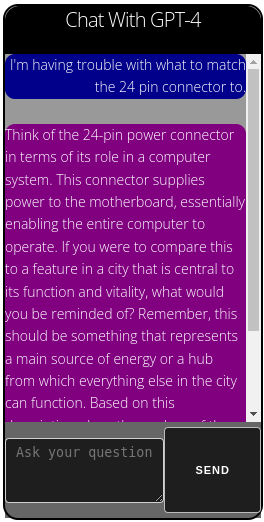 Chat With GPT-4
I'm having trouble with what to match
the 24 pin connector to.
Think of the 24-pin power connector
in terms of its role in a computer
system. This connector supplies
power to the motherboard, essentially
enabling the entire computer to
operate. If you were to compare this
to a feature in a city that is central to
its function and vitality, what would
you be reminded of? Remember, this
should be something that represents
a main source of energy or a hub
from which everything else in the city
can function. Based on this
Ask your question
SEND